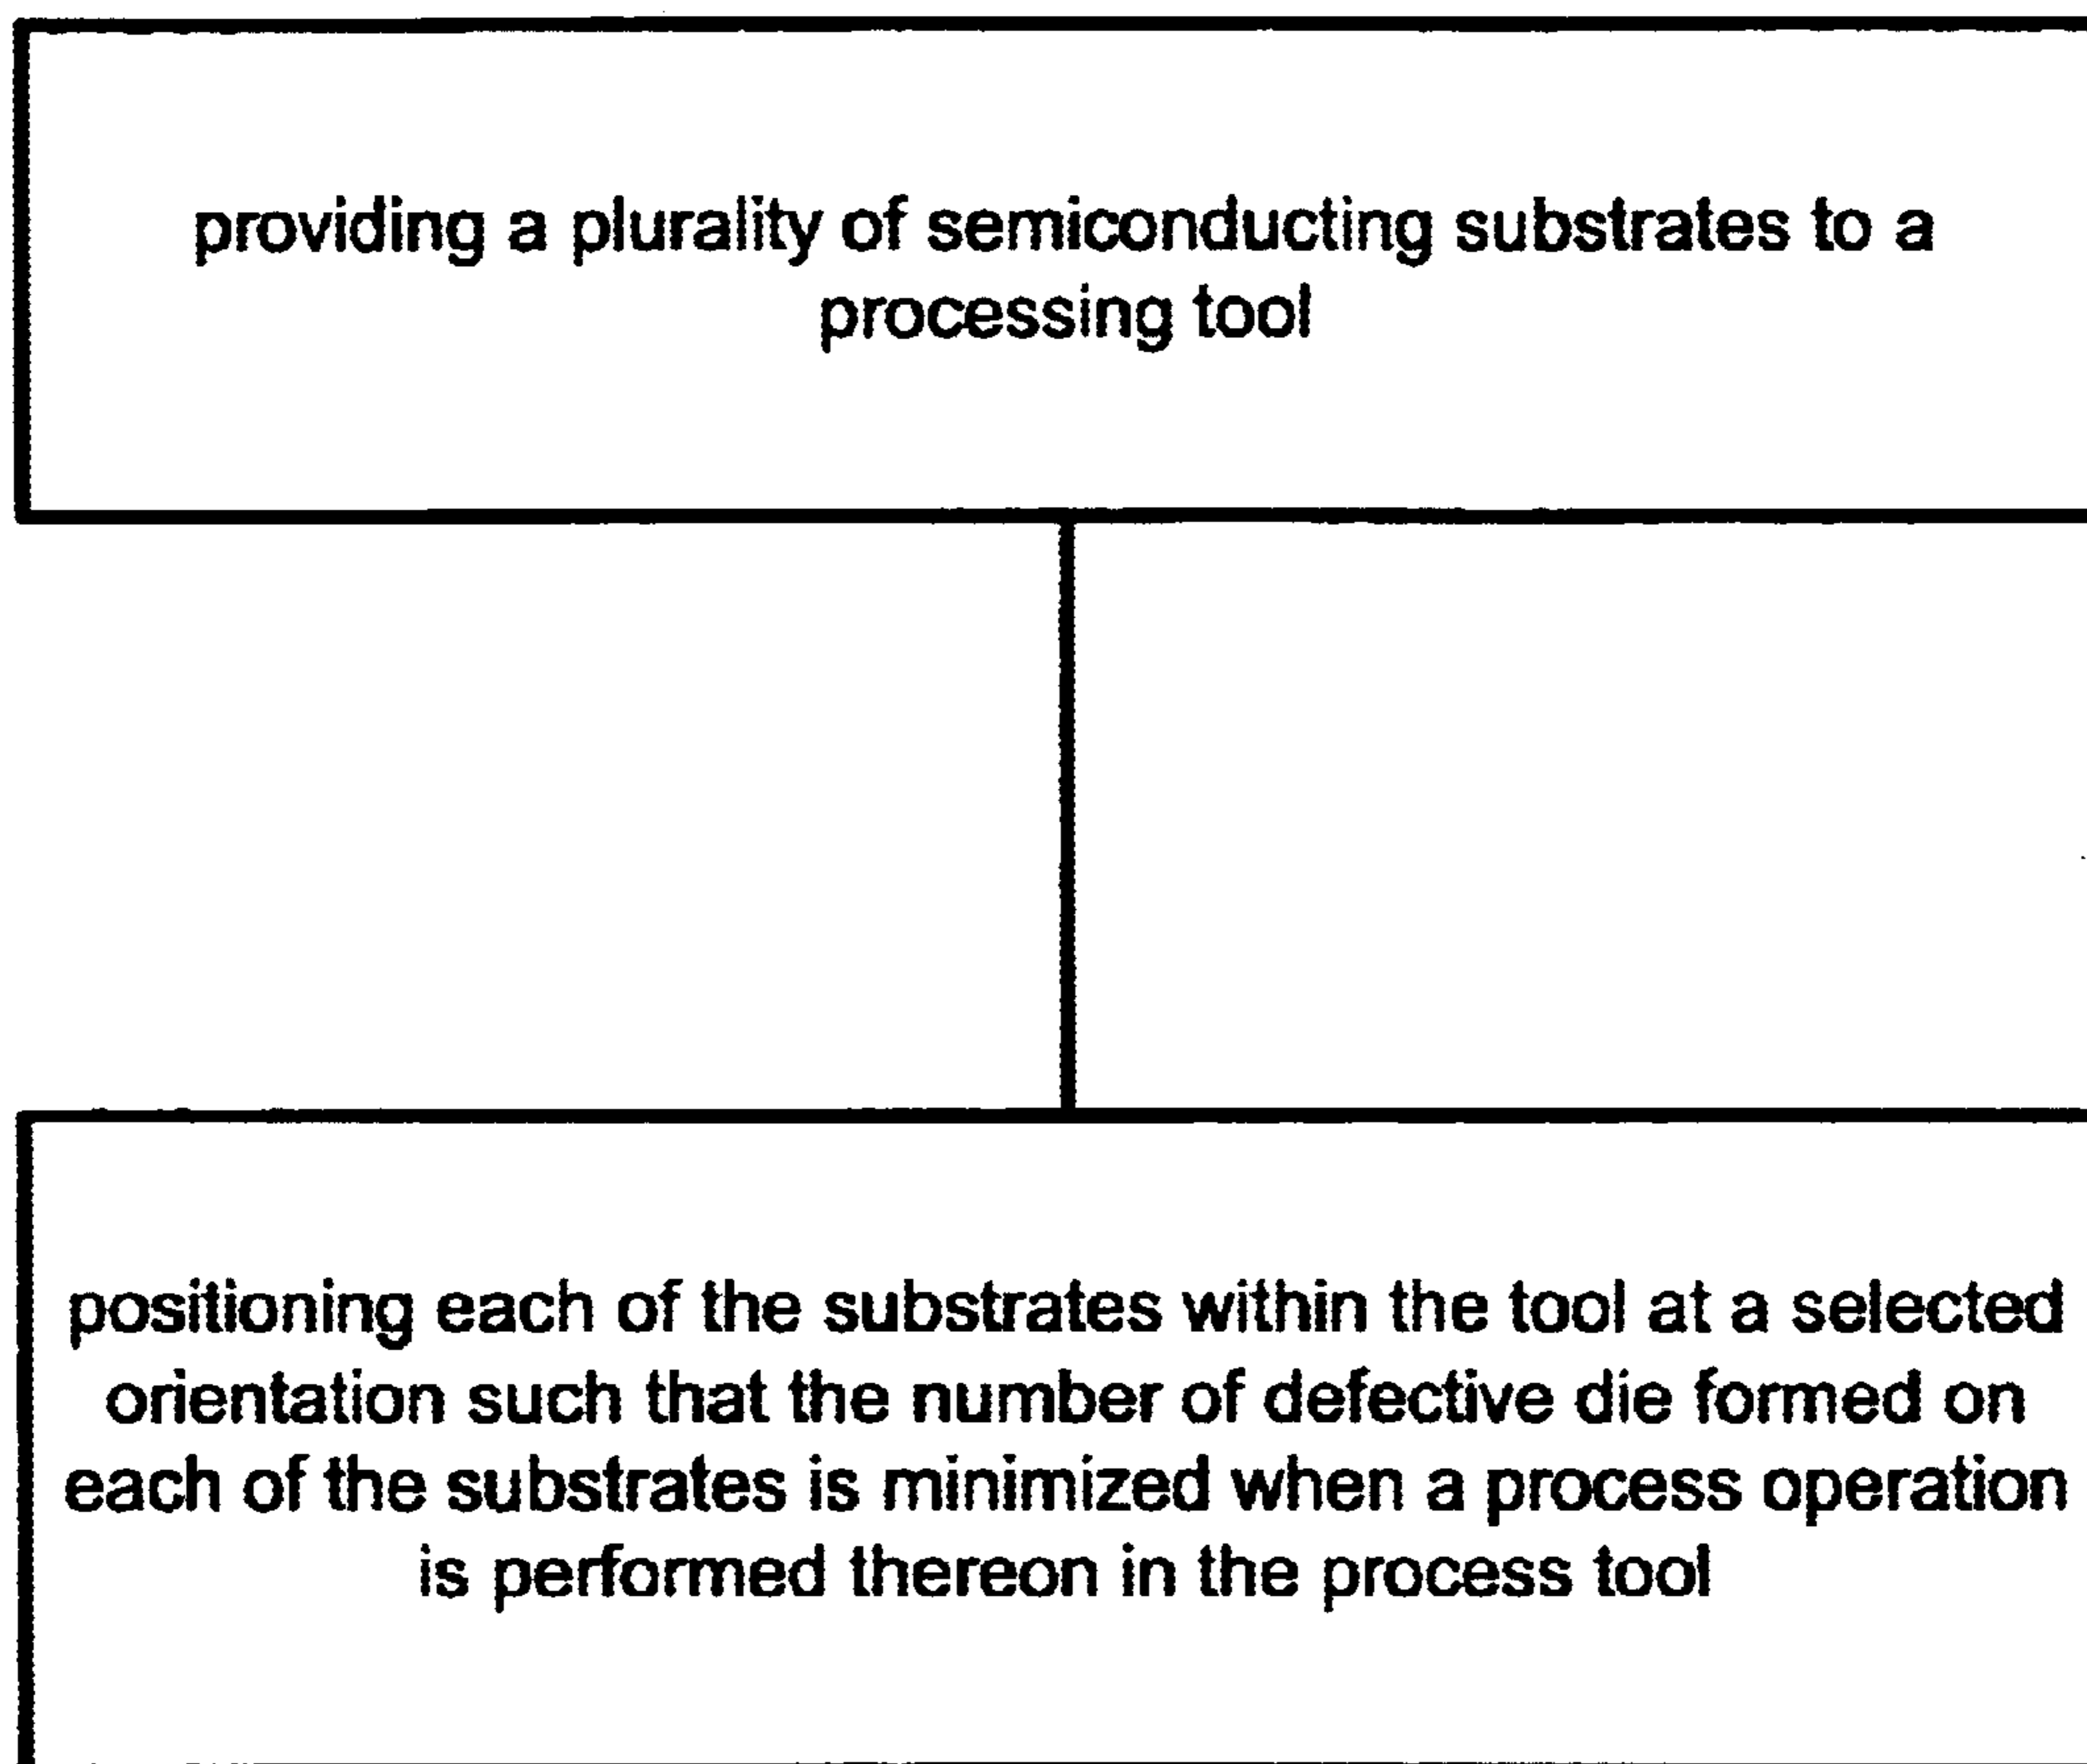 providing a plurality of semiconducting substrates to a
processing tool
positioning each of the substrates within the tool at a selected
orientation such that the number of defective die formed on
each of the substrates is minimized when a process operation
is performed thereon in the process tool